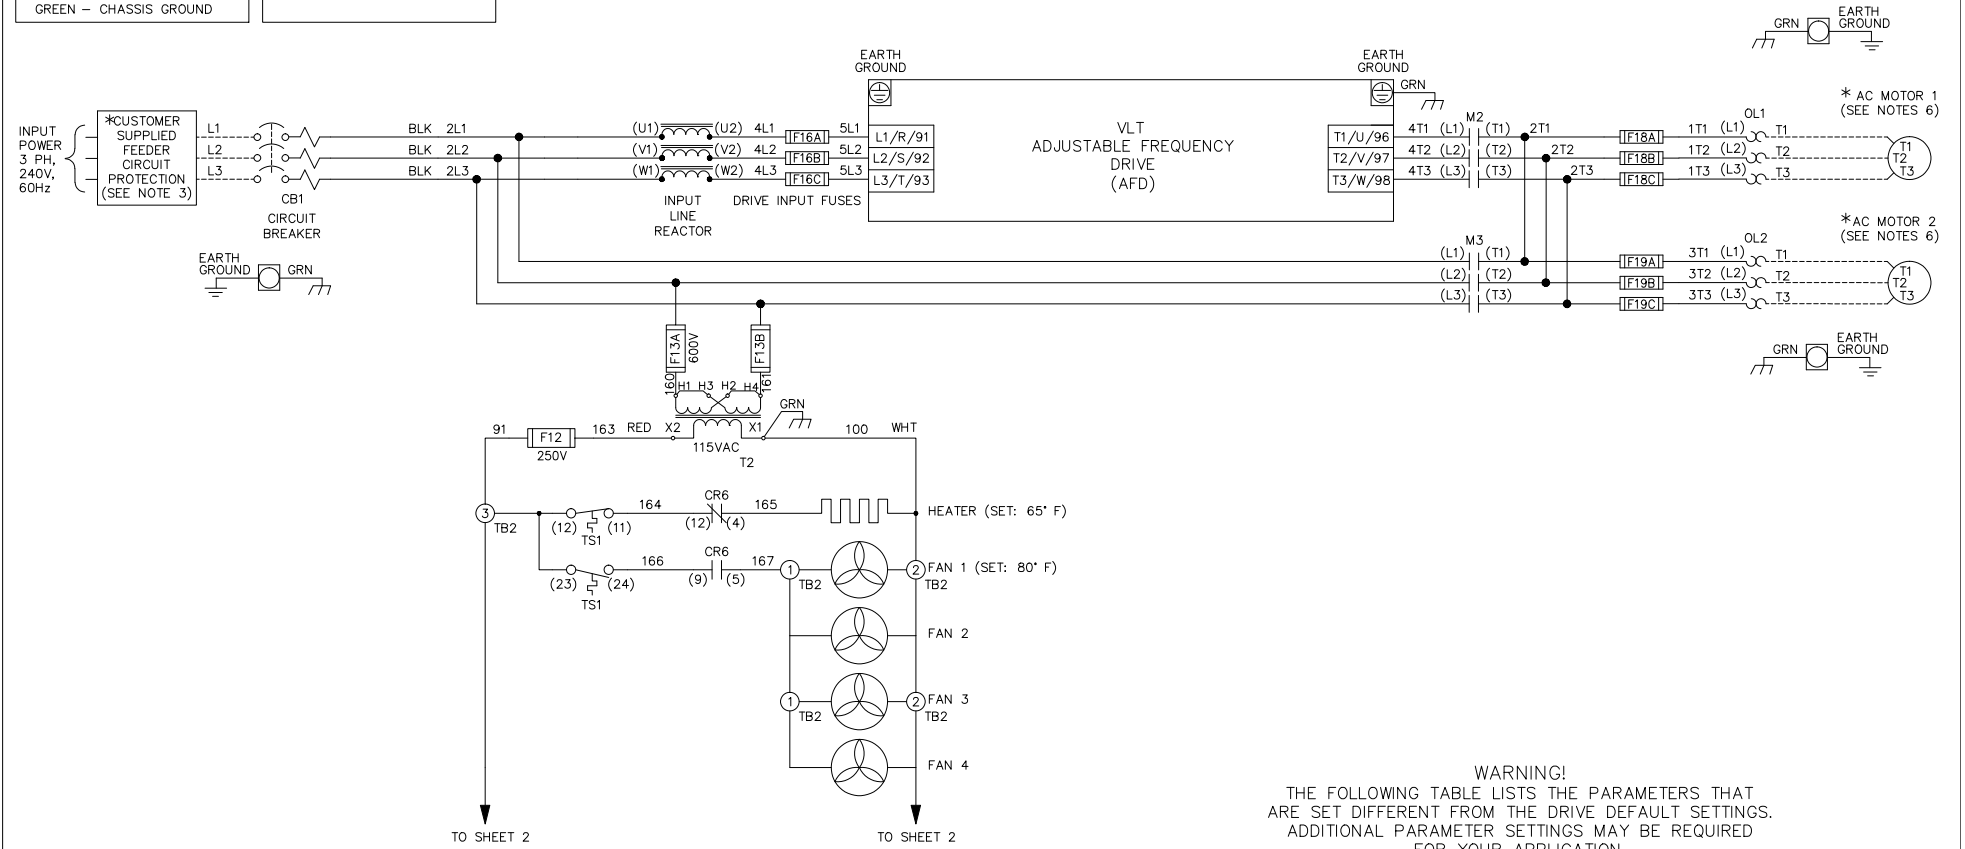 GREEN – CHASSIS GROUND
GRN
EARTH
GROUND
INPUT
POWER
3 PH,
240V,
60Hz
*CUSTOMER
SUPPLIED
FEEDER
CIRCUIT
PROTECTION
(SEE NOTE 3)
L1
L2
L3
CB1
CIRCUIT
BREAKER
BLK 2L1
BLK 2L2
BLK 2L3
(U1) (U2) 4L1 F16A 5L1
(V1) (V2) 4L2 F16B 5L2
(W1) (W2) 4L3 F16C 5L3
INPUT
LINE
REACTOR
DRIVE INPUT FUSES
EARTH
GROUND
L1/R/91
L2/S/92
L3/T/93
VLT
ADJUSTABLE FREQUENCY
DRIVE
(AFD)
EARTH
GROUND
GRN
T1/U/96
T2/V/97
T3/W/98
M2
4T1 (L1) (T1) 2T1
4T2 (L2) (T2) 2T2
4T3 (L3) (T3) 2T3
OL1
F18A 1T1 (L1) T1
F18B 1T2 (L2) T2
F18C 1T3 (L3) T3
* AC MOTOR 1
(SEE NOTES 6)
T1
T2
T3
M3
(L1) (T1)
(L2) (T2)
(L3) (T3)
OL2
F19A 3T1 (L1) T1
F19B 3T2 (L2) T2
F19C 3T3 (L3) T3
* AC MOTOR 2
(SEE NOTES 6)
T1
T2
T3
EARTH
GROUND
GRN
GRN
EARTH
GROUND
F13A
600V
F13B
160
161
H1 H3 H2 H4
GRN
91 F12 163 RED X2 X1 100 WHT
250V
115VAC
T2
3
TB2
(12) (11) 164 CR6 (12) (4) 165
TS1
HEATER (SET: 65° F)
(23) (24) 166 CR6 (9) (5) 167
TS1
1
TB2
2
TB2
FAN 1 (SET: 80° F)
FAN 2
1
TB2
2
TB2
FAN 3
FAN 4
TO SHEET 2
TO SHEET 2
WARNING!
THE FOLLOWING TABLE LISTS THE PARAMETERS THAT
ARE SET DIFFERENT FROM THE DRIVE DEFAULT SETTINGS.
ADDITIONAL PARAMETER SETTINGS MAY BE REQUIRED
FOR YOUR APPLICATION